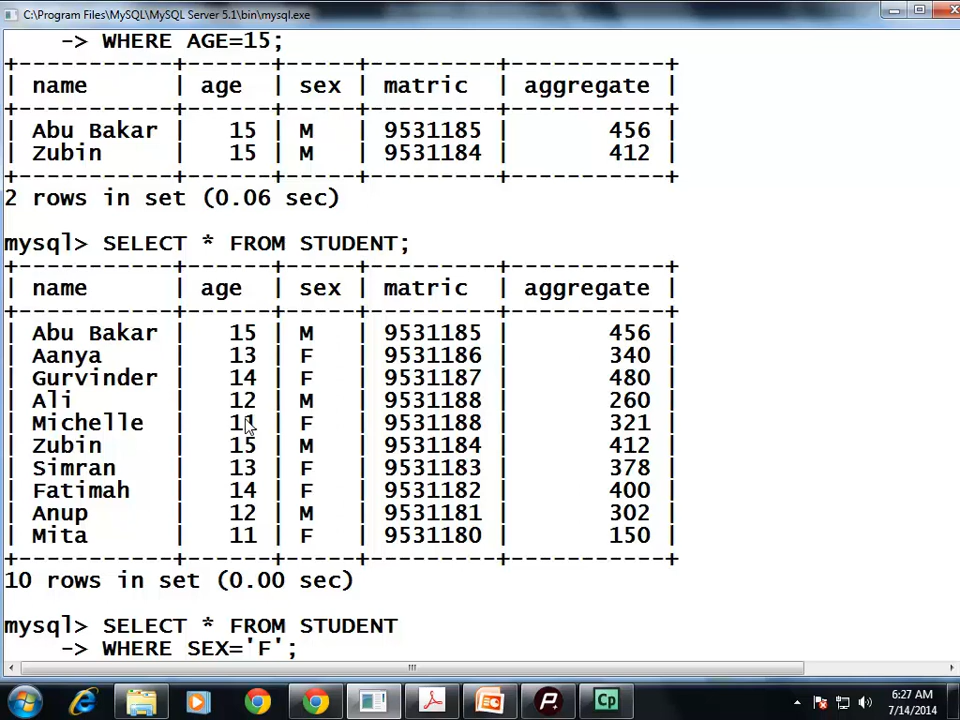 C:\Program Files\MySQL\MySQL Server 5.1\bin\mysql.exe
    -> WHERE AGE=15;
+-----------+------+-----+---------+-----------+
| name      | age  | sex | matric  | aggregate |
+-----------+------+-----+---------+-----------+
| Abu Bakar |   15 | M   | 9531185 |       456 |
| Zubin     |   15 | M   | 9531184 |       412 |
+-----------+------+-----+---------+-----------+
2 rows in set (0.06 sec)
mysql> SELECT * FROM STUDENT;
+-----------+------+-----+---------+-----------+
| name      | age  | sex | matric  | aggregate |
+-----------+------+-----+---------+-----------+
| Abu Bakar |   15 | M   | 9531185 |       456 |
| Aanya     |   13 | F   | 9531186 |       340 |
| Gurvinder |   14 | F   | 9531187 |       480 |
| Ali       |   12 | M   | 9531188 |       260 |
| Michelle  |   11 | F   | 9531188 |       321 |
| Zubin     |   15 | M   | 9531184 |       412 |
| Simran    |   13 | F   | 9531183 |       378 |
| Fatimah   |   14 | F   | 9531182 |       400 |
| Anup      |   12 | M   | 9531181 |       302 |
| Mita      |   11 | F   | 9531180 |       150 |
+-----------+------+-----+---------+-----------+
10 rows in set (0.00 sec)
mysql> SELECT * FROM STUDENT
    -> WHERE SEX='F';
P
Cp
6:27 AM
7/14/2014